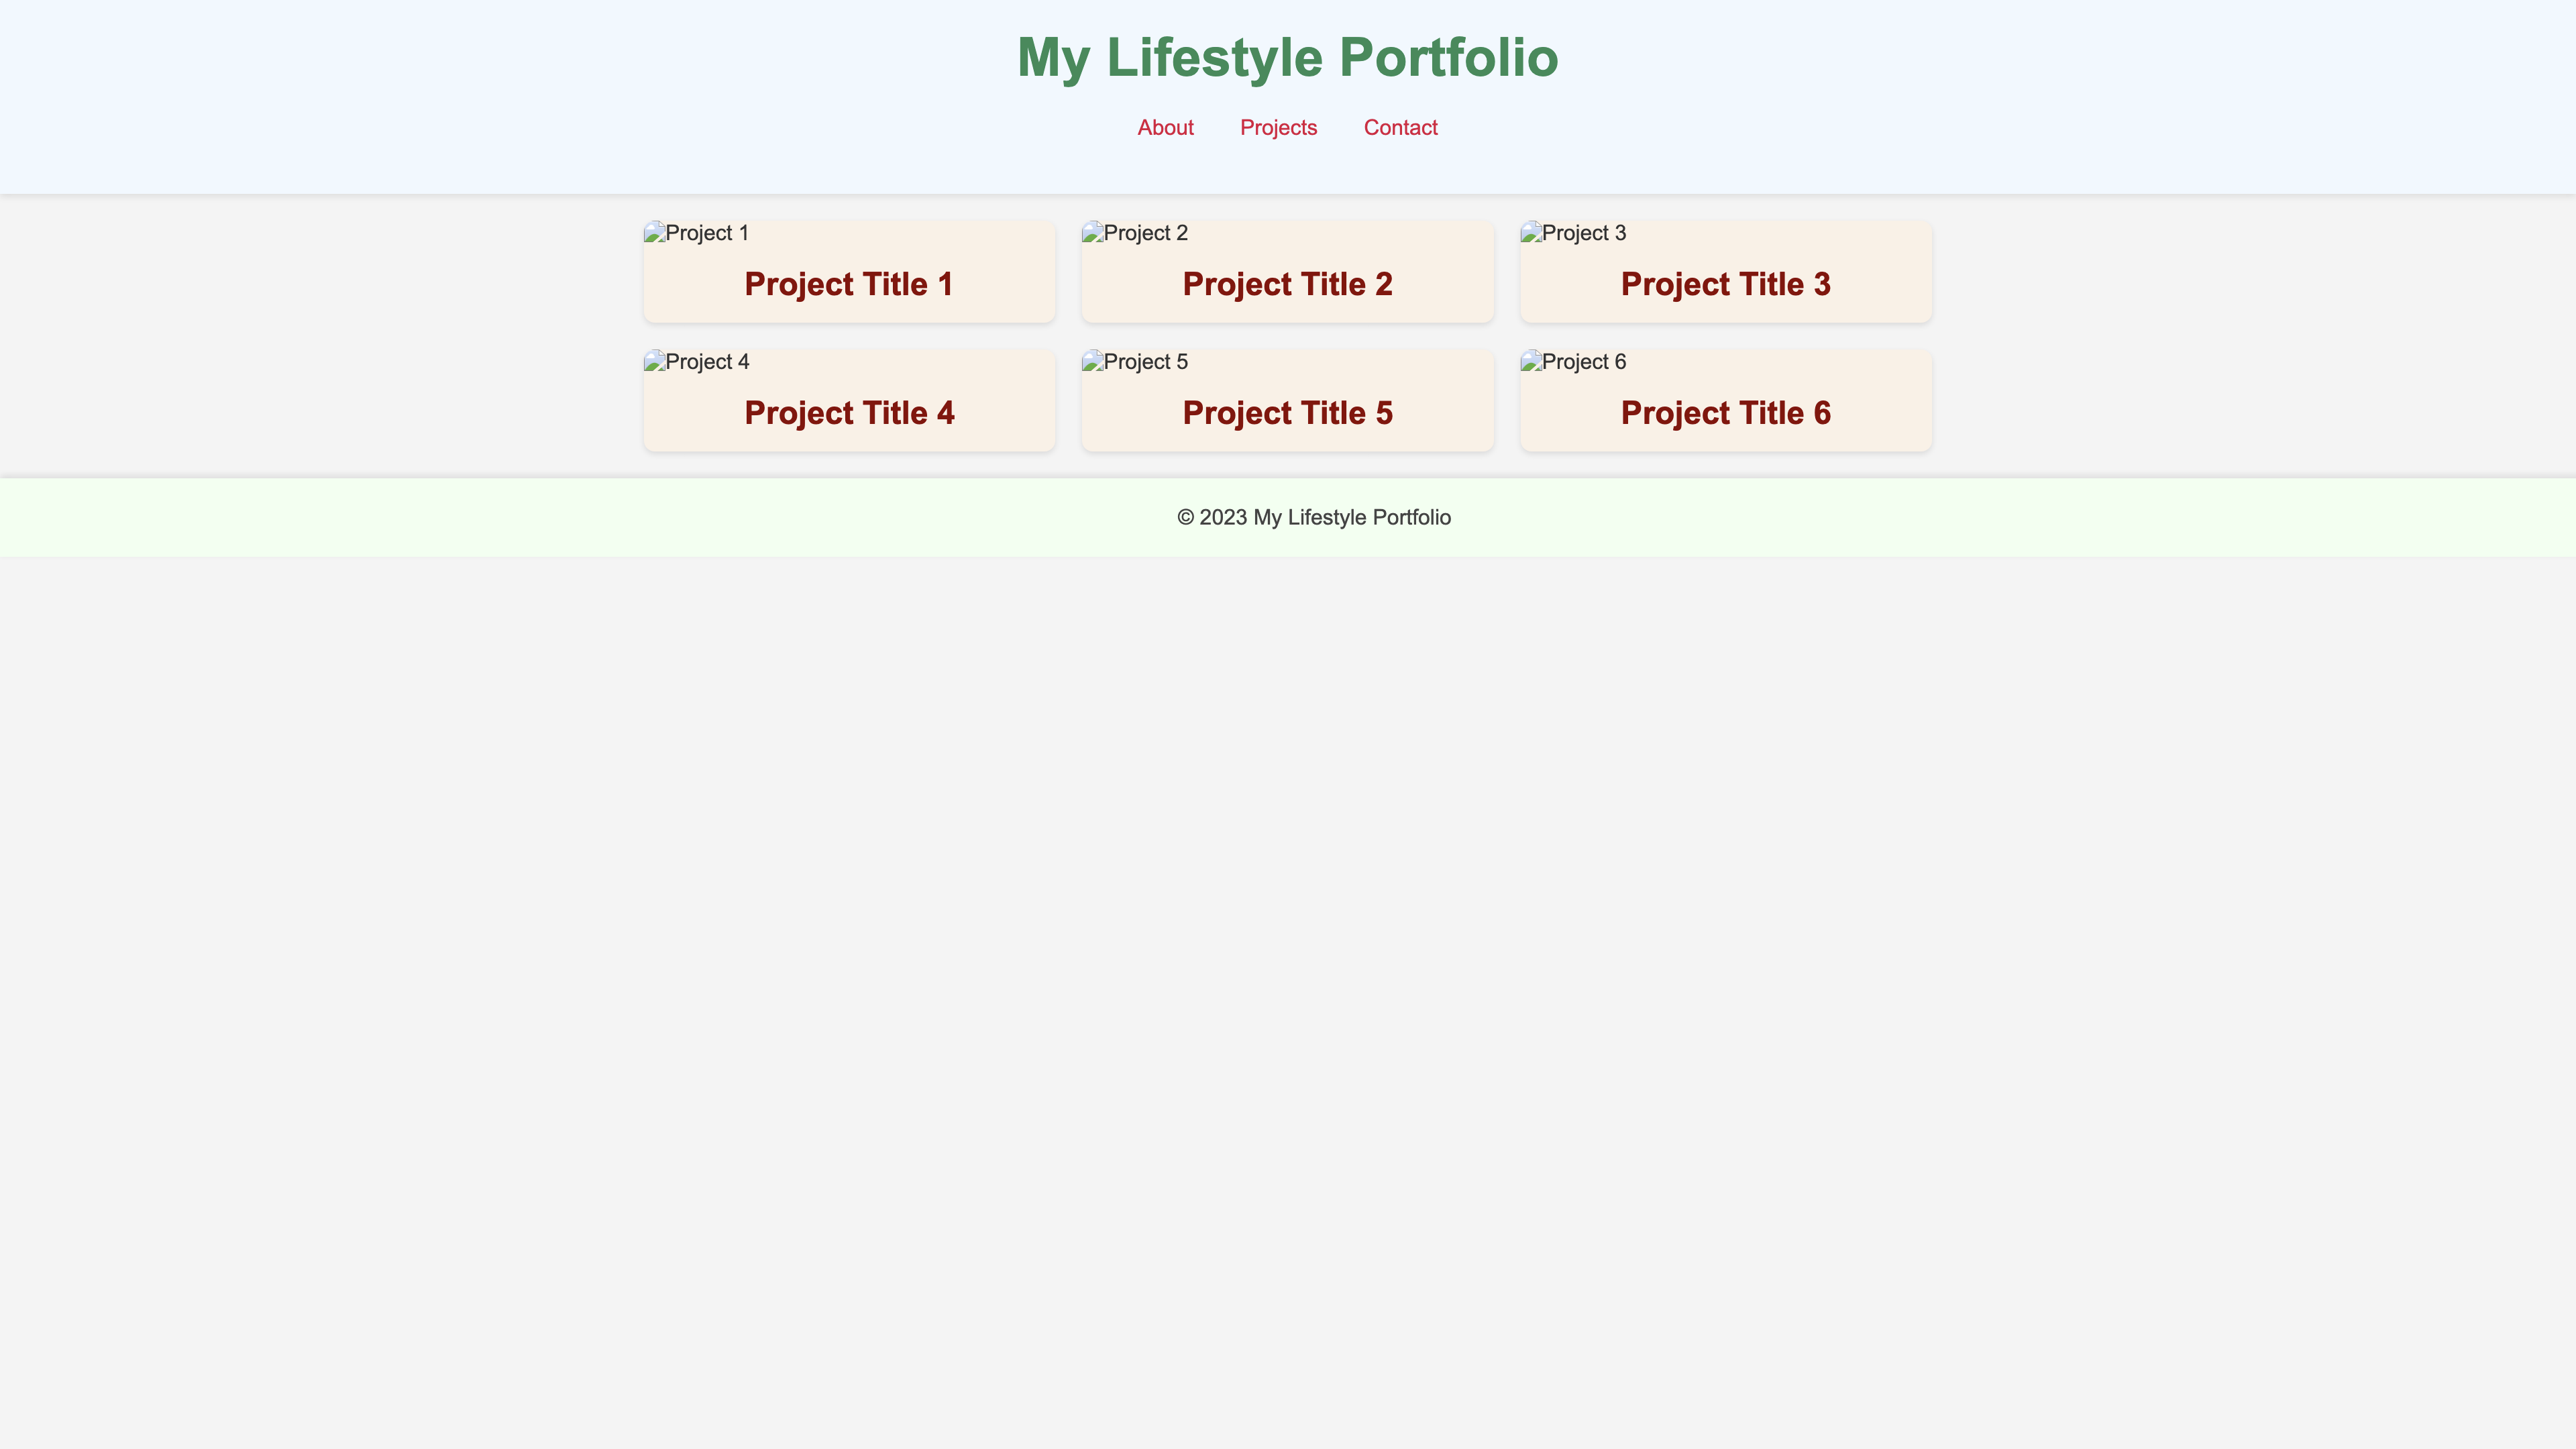 My Lifestyle Portfolio
About Projects Contact
Project 1 Project 2 Project 3
Project Title 1 Project Title 2 Project Title 3
Project 4 Project 5 Project 6
Project Title 4 Project Title 5 Project Title 6
© 2023 My Lifestyle Portfolio